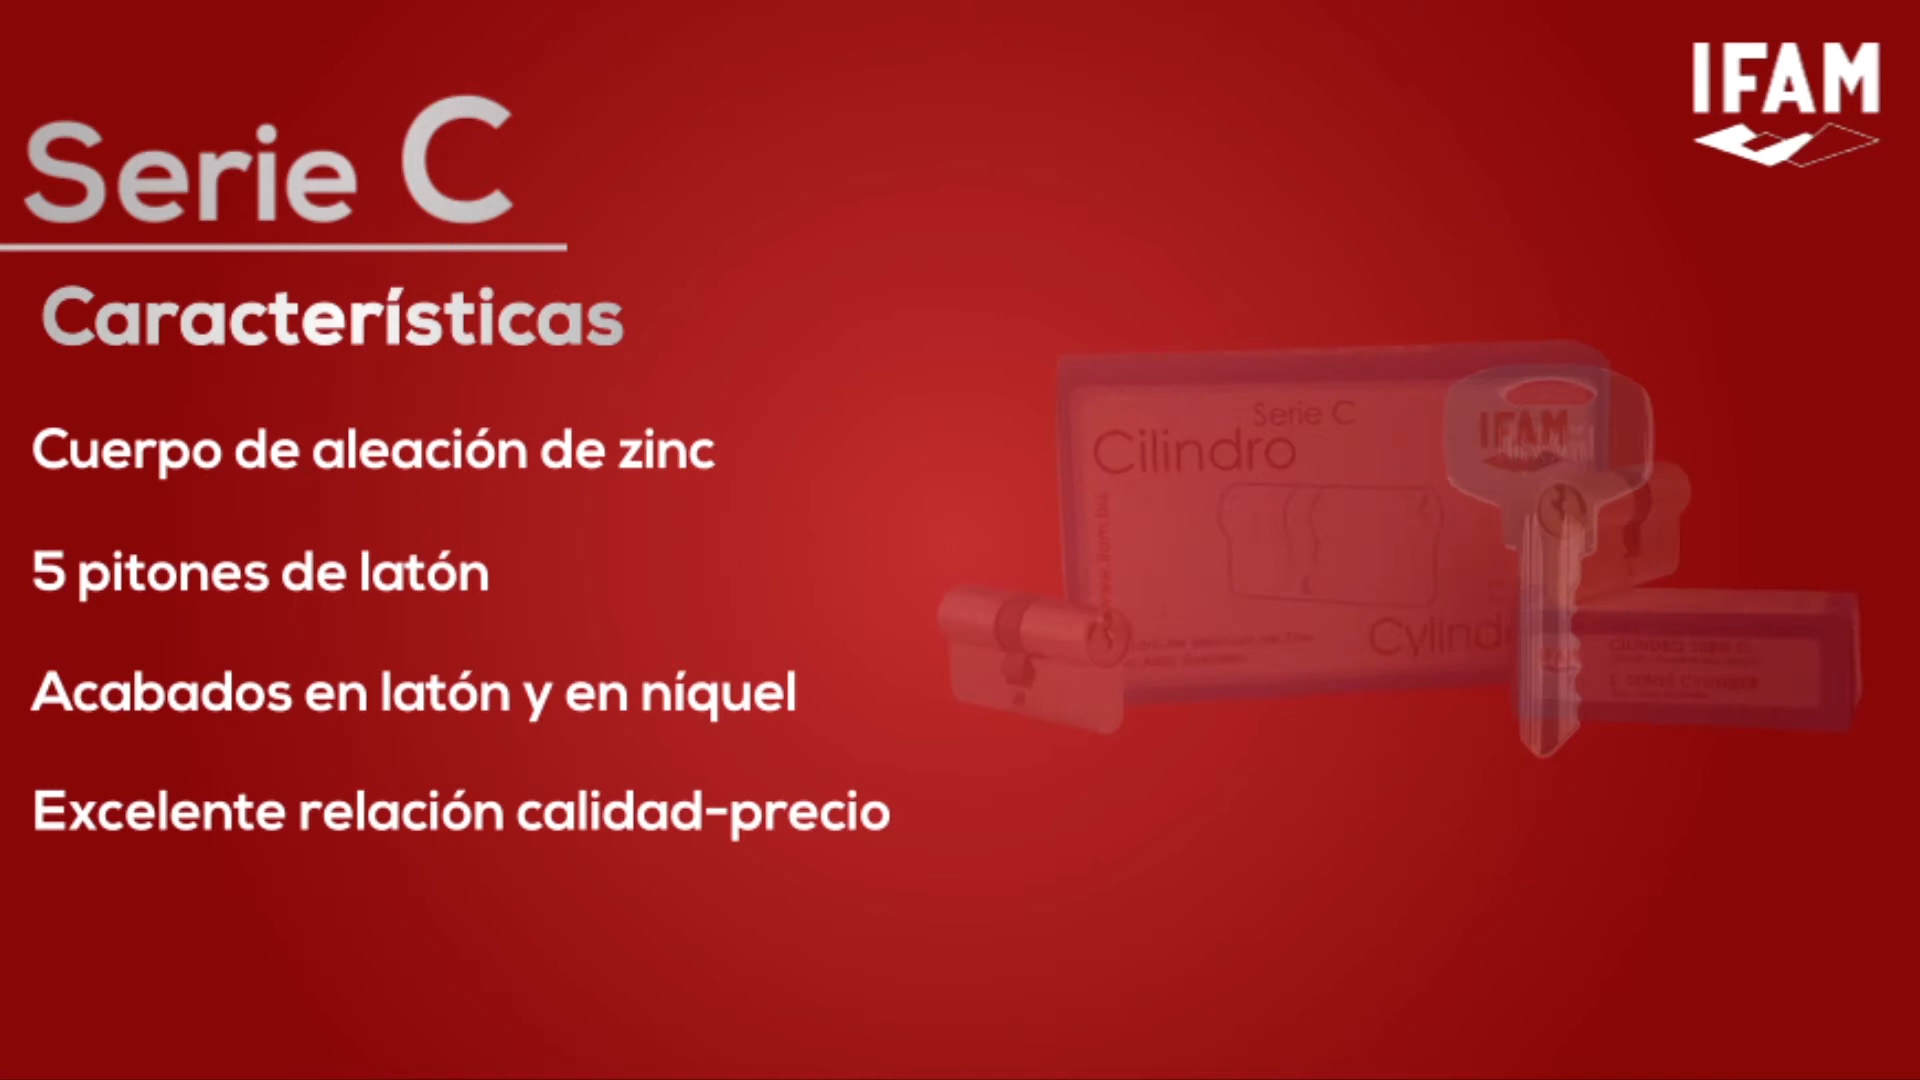 IFAM
Serie C
Características
Cuerpo de aleación de zinc
5 pitones de latón
Acabados en latón y en níquel
Excelente relación calidad-precio
Serie C
Cilindro
IFAM